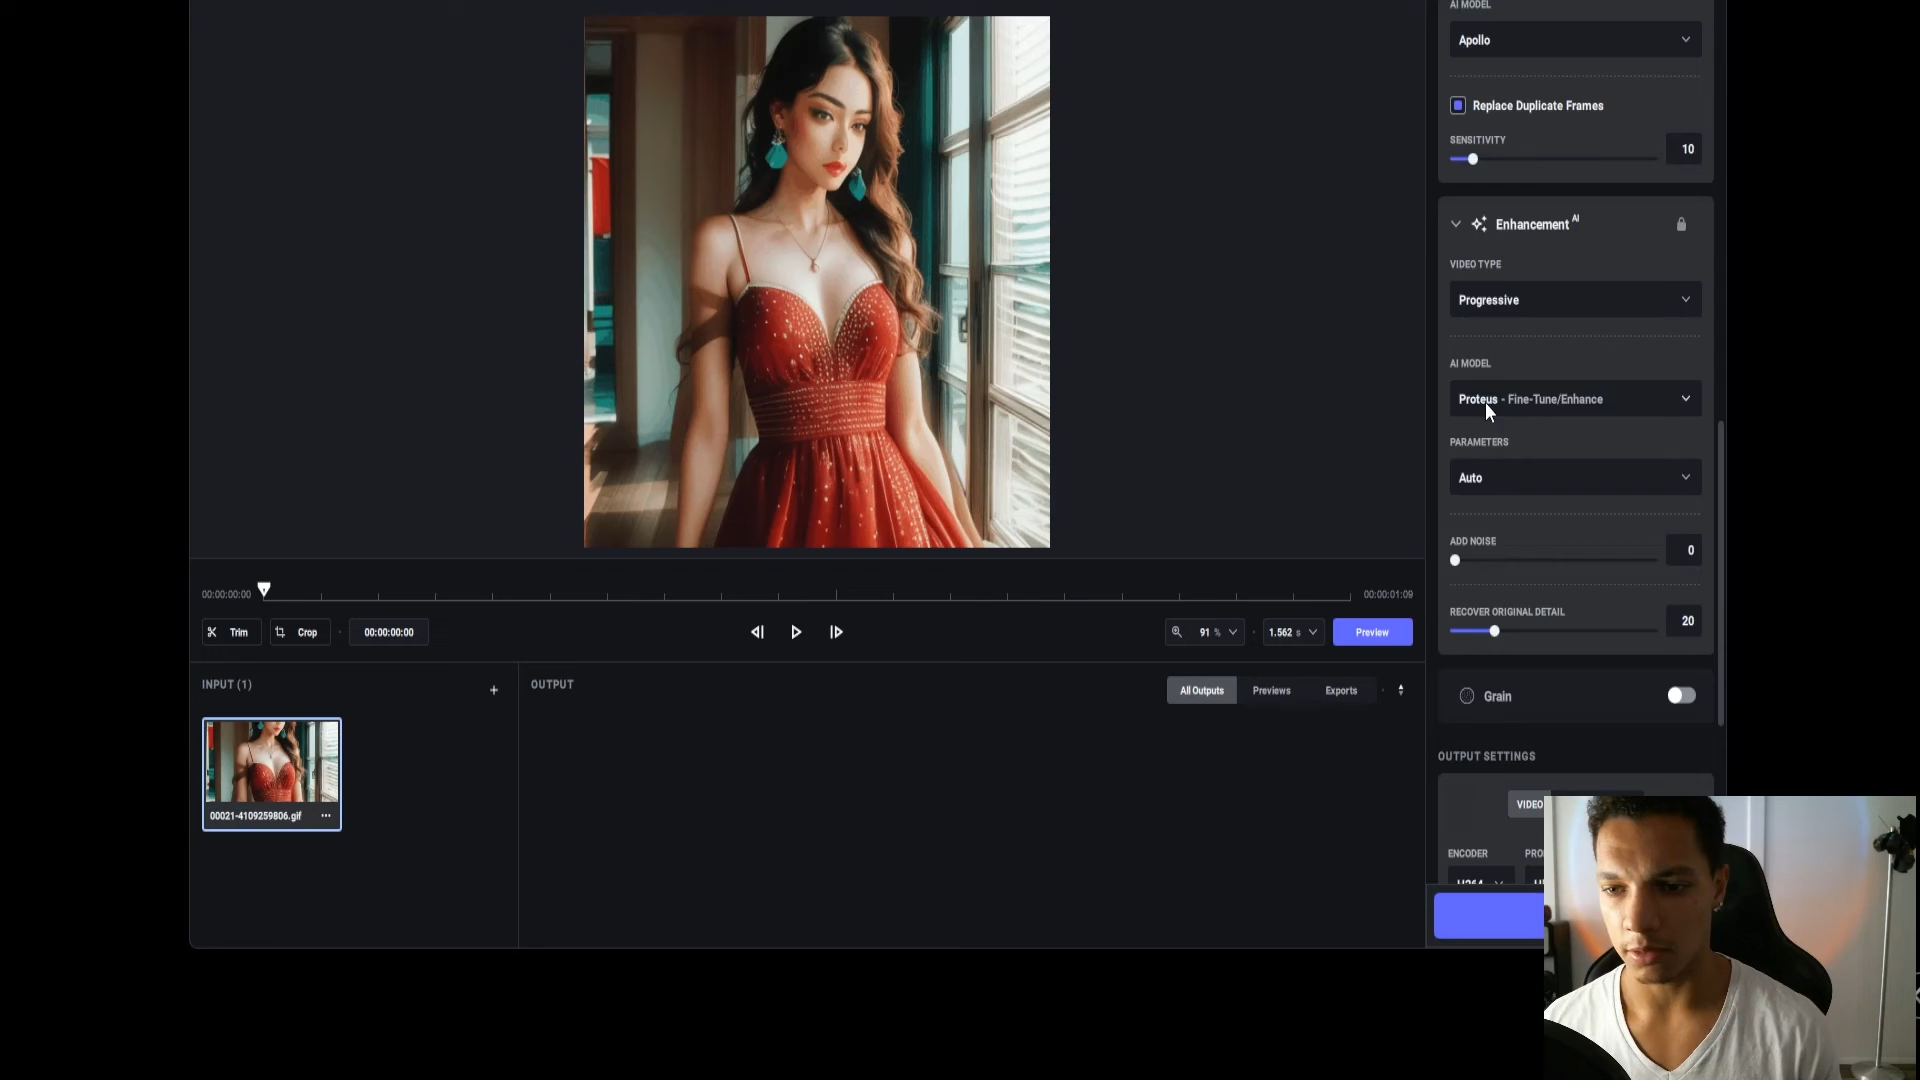 AI MODEL
Apollo
Replace Duplicate Frames
SENSITIVITY
10
Enhancement AI
VIDEO TYPE
Progressive
AI MODEL
Proteus - Fine-Tune/Enhance
PARAMETERS
Auto
ADD NOISE
0
RECOVER ORIGINAL DETAIL
20
Grain
OUTPUT SETTINGS
VIDEO
ENCODER
PRO
H264
00:00:00:00
00:00:01:09
Trim
Crop
00:00:00:00
91 %
1.562 s
Preview
INPUT (1)
+
OUTPUT
All Outputs
Previews
Exports
00021-4109259806.gif